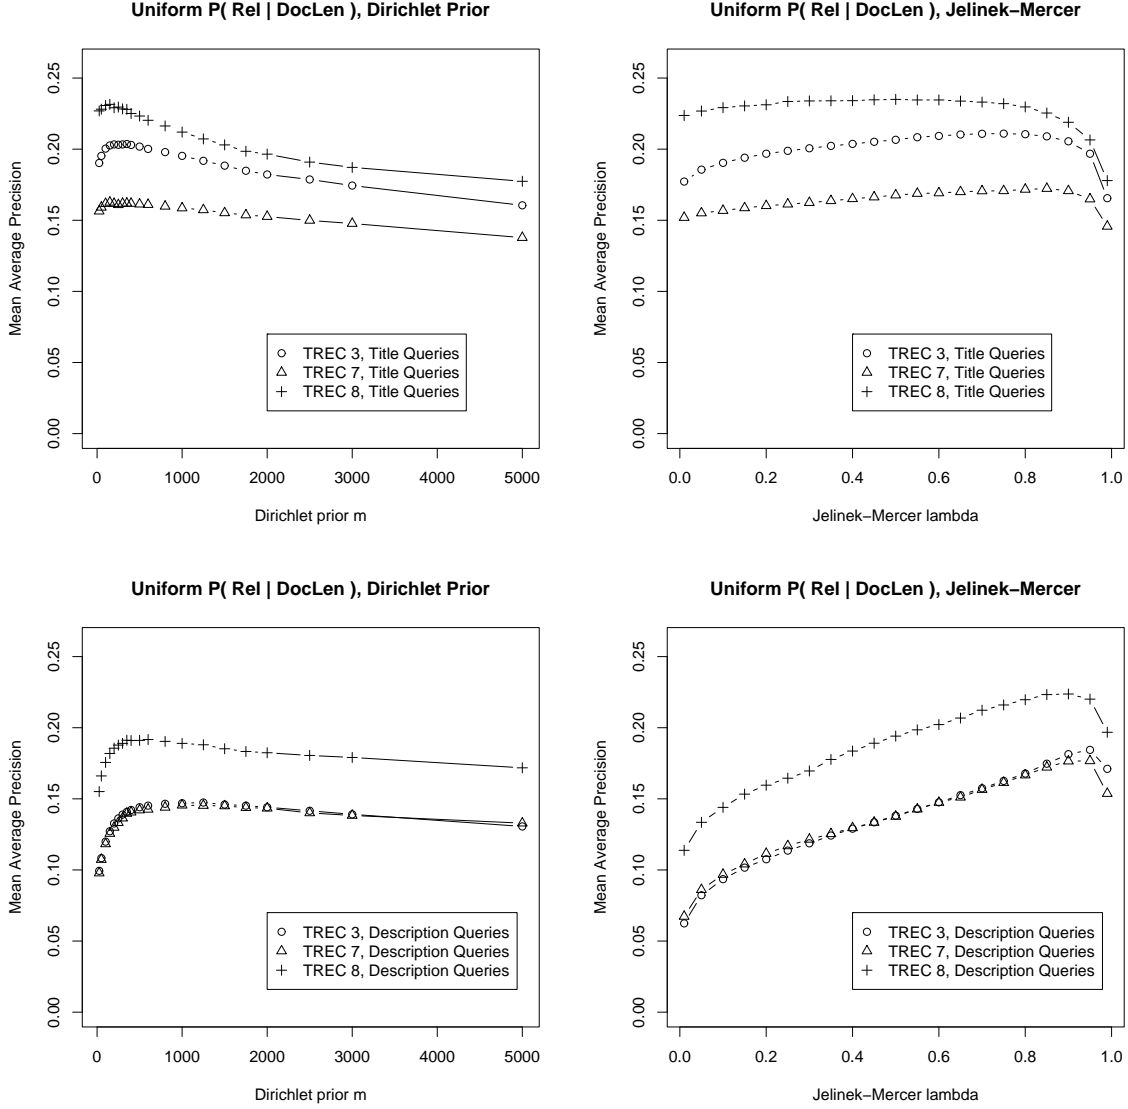 Uniform P( Rel | DocLen ), Dirichlet Prior
Mean Average Precision
0.00 0.05 0.10 0.15 0.20 0.25
TREC 3, Title Queries
TREC 7, Title Queries
TREC 8, Title Queries
0 1000 2000 3000 4000 5000
Dirichlet prior m
Uniform P( Rel | DocLen ), Jelinek−Mercer
Mean Average Precision
0.00 0.05 0.10 0.15 0.20 0.25
TREC 3, Title Queries
TREC 7, Title Queries
TREC 8, Title Queries
0.0 0.2 0.4 0.6 0.8 1.0
Jelinek−Mercer lambda
Uniform P( Rel | DocLen ), Dirichlet Prior
Mean Average Precision
0.00 0.05 0.10 0.15 0.20 0.25
TREC 3, Description Queries
TREC 7, Description Queries
TREC 8, Description Queries
0 1000 2000 3000 4000 5000
Dirichlet prior m
Uniform P( Rel | DocLen ), Jelinek−Mercer
Mean Average Precision
0.00 0.05 0.10 0.15 0.20 0.25
TREC 3, Description Queries
TREC 7, Description Queries
TREC 8, Description Queries
0.0 0.2 0.4 0.6 0.8 1.0
Jelinek−Mercer lambda